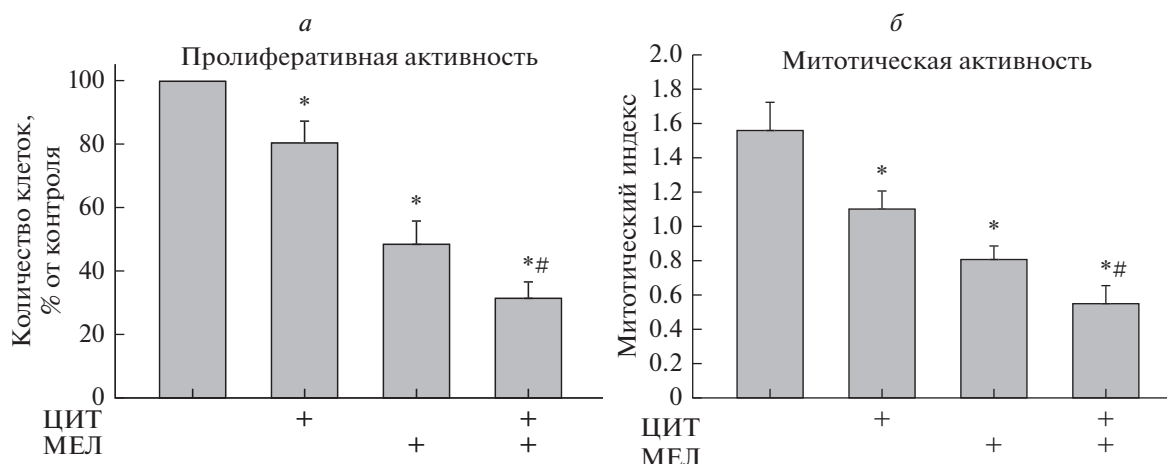 а
Пролиферативная активность
Количество клеток,
% от контроля
100
80
60
40
20
0
*
*
*#
ЦИТ + +
МЕЛ + +
б
Митотическая активность
Митотический индекс
2.0
1.8
1.6
1.4
1.2
1.0
0.8
0.6
0.4
0.2
0
*
*
*#
ЦИТ + +
МЕЛ + +